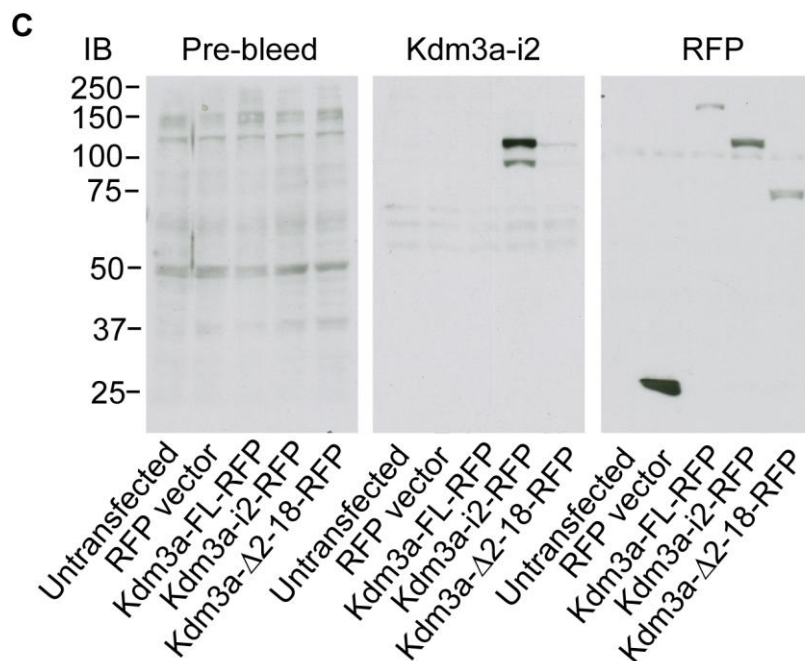 C
IB Pre-bleed Kdm3a-i2 RFP
250
150
100
75
50
37
25
Untransfected
RFP vector
Kdm3a-FL-RFP
Kdm3a-i2-RFP
Kdm3a-Δ2-18-RFP
Untransfected
RFP vector
Kdm3a-FL-RFP
Kdm3a-i2-RFP
Kdm3a-Δ2-18-RFP
Untransfected
RFP vector
Kdm3a-FL-RFP
Kdm3a-i2-RFP
Kdm3a-Δ2-18-RFP